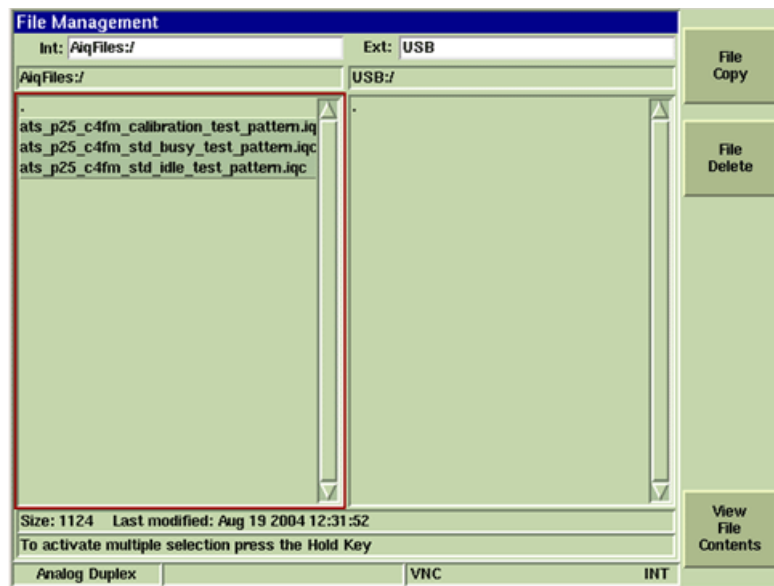 File Management
Int: AiqFiles:/ Ext: USB
AiqFiles:/ USB:/
. .
ats_p25_c4fm_calibration_test_pattern.iq
ats_p25_c4fm_std_busy_test_pattern.iqc
ats_p25_c4fm_std_idle_test_pattern.iqc
Size: 1124 Last modified: Aug 19 2004 12:31:52
To activate multiple selection press the Hold Key
Analog Duplex VNC INT
File
Copy
File
Delete
View
File
Contents